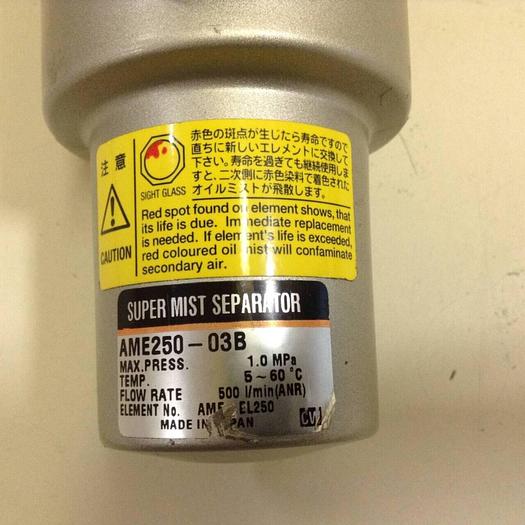 注意
CAUTION
SIGHT GLASS
赤色の斑点が生じたら寿命ですので
直ちに新しいエレメントに交換して
下さい。寿命を過ぎても継続使用しま
すと、二次側に赤色染料で着色された
オイルミストが飛散します。
Red spot found on element shows, that
its life is due. Immediate replacement
is needed. If element's life is exceeded,
red coloured oil mist will contaminate
secondary air.
SUPER MIST SEPARATOR
AME250-03B
MAX.PRESS. 1.0 MPa
TEMP. 5~60 °C
FLOW RATE 500 l/min(ANR)
ELEMENT No. AME EL250
MADE IN PAN